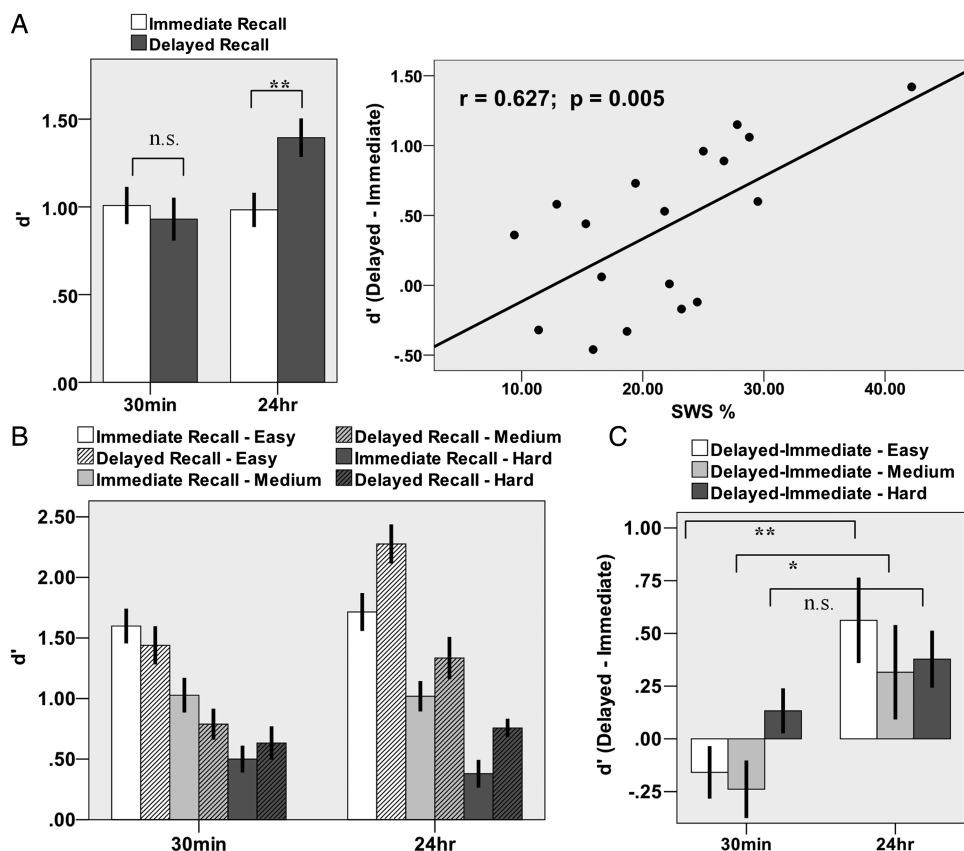 A
Immediate Recall
Delayed Recall
1.50
1.00
.50
.00
d'
n.s.
**
30min
24hr
r = 0.627; p = 0.005
1.50
1.00
.50
.00
-.50
d' (Delayed - Immediate)
10.00
20.00
30.00
40.00
SWS %
B
Immediate Recall - Easy
Delayed Recall - Easy
Immediate Recall - Medium
Delayed Recall - Medium
Immediate Recall - Hard
Delayed Recall - Hard
2.50
2.00
1.50
1.00
.50
.00
d'
30min
24hr
C
Delayed-Immediate - Easy
Delayed-Immediate - Medium
Delayed-Immediate - Hard
1.00
.75
.50
.25
.00
-.25
d' (Delayed - Immediate)
**
*
n.s.
30min
24hr